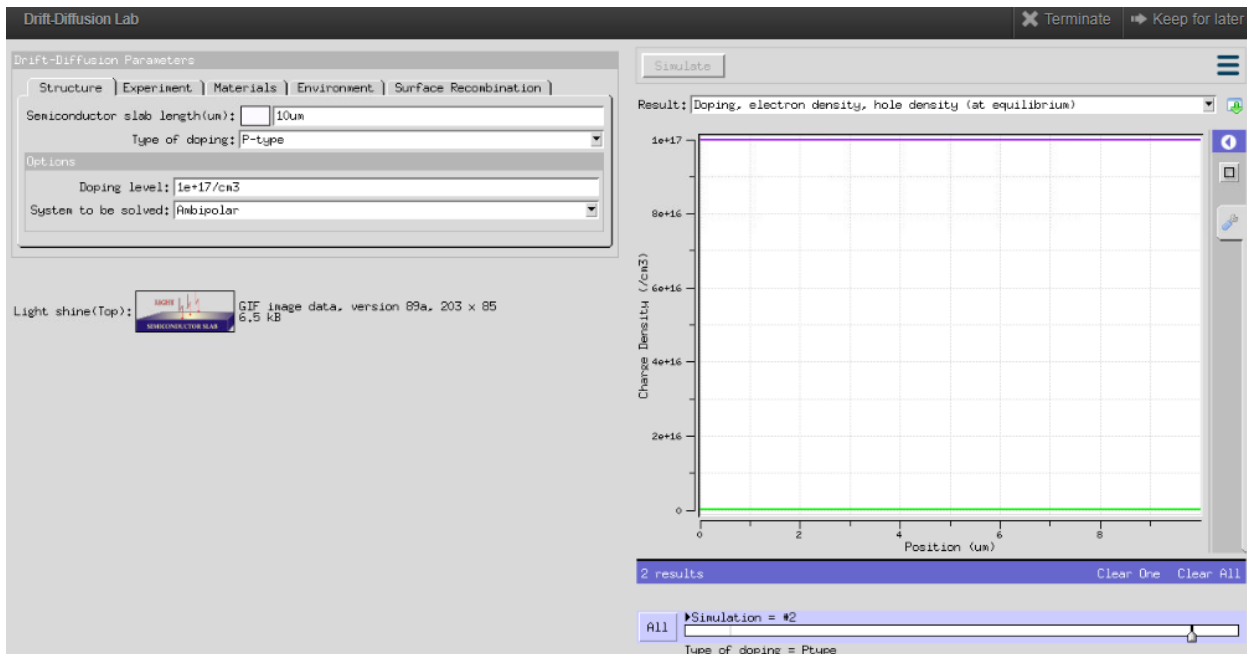 Drift-Diffusion Lab
Terminate
Keep for later
Drift-Diffusion Parameters
Structure
Experiment
Materials
Environment
Surface Recombination
Semiconductor slab length(um):
10um
Type of doping:
P-type
Options
Doping level:
1e+17/cm3
System to be solved:
Ambipolar
Light shine(Top):
LIGHT
SEMICONDUCTOR SLAB
GIF image data, version 89a, 203 x 85
6.5 kB
Simulate
Result:
Doping, electron density, hole density (at equilibrium)
1e+17
8e+16
6e+16
4e+16
2e+16
0
Charge Density (/cm3)
0
2
4
6
8
Position (um)
2 results
Clear One
Clear All
All
Simulation = #2
Type of doping = Ptype